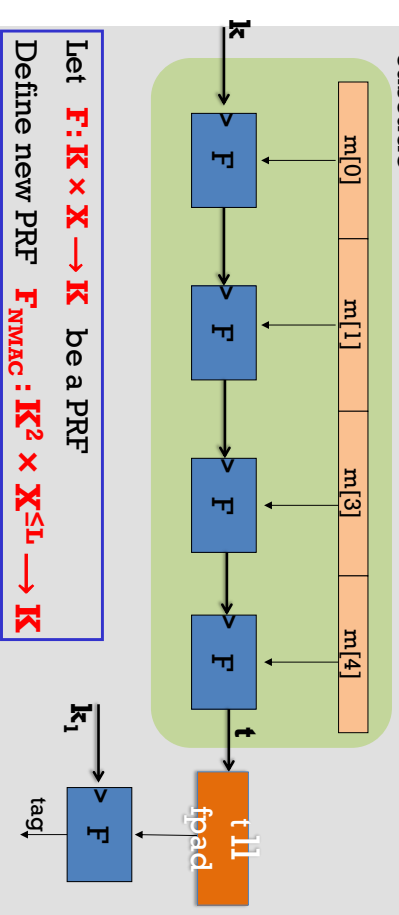 m[0] m[1] m[3] m[4]
k
> F > F > F > F
t
t ll
fpad
k₁
> F
tag
Let F: K × X ⟶ K be a PRF
Define new PRF F_NMAC : K² × X^≤L ⟶ K